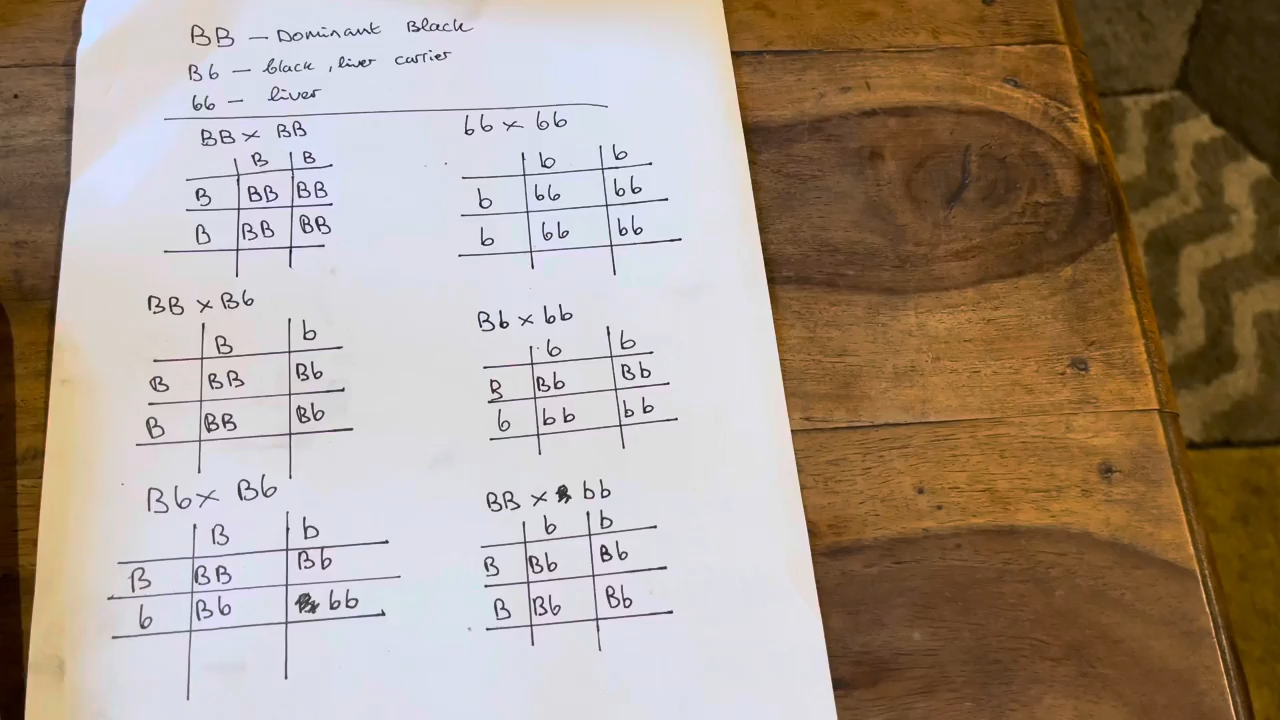 BB – Dominant Black
Bb – black, liver carrier
bb – liver
BB x BB
B B
B BB BB
B BB BB
bb x bb
b b
b bb bb
b bb bb
BB x Bb
B b
B BB Bb
B BB Bb
Bb x bb
b b
B Bb Bb
b bb bb
Bb x Bb
B b
B BB Bb
b Bb bb
BB x bb
b b
B Bb Bb
B Bb Bb